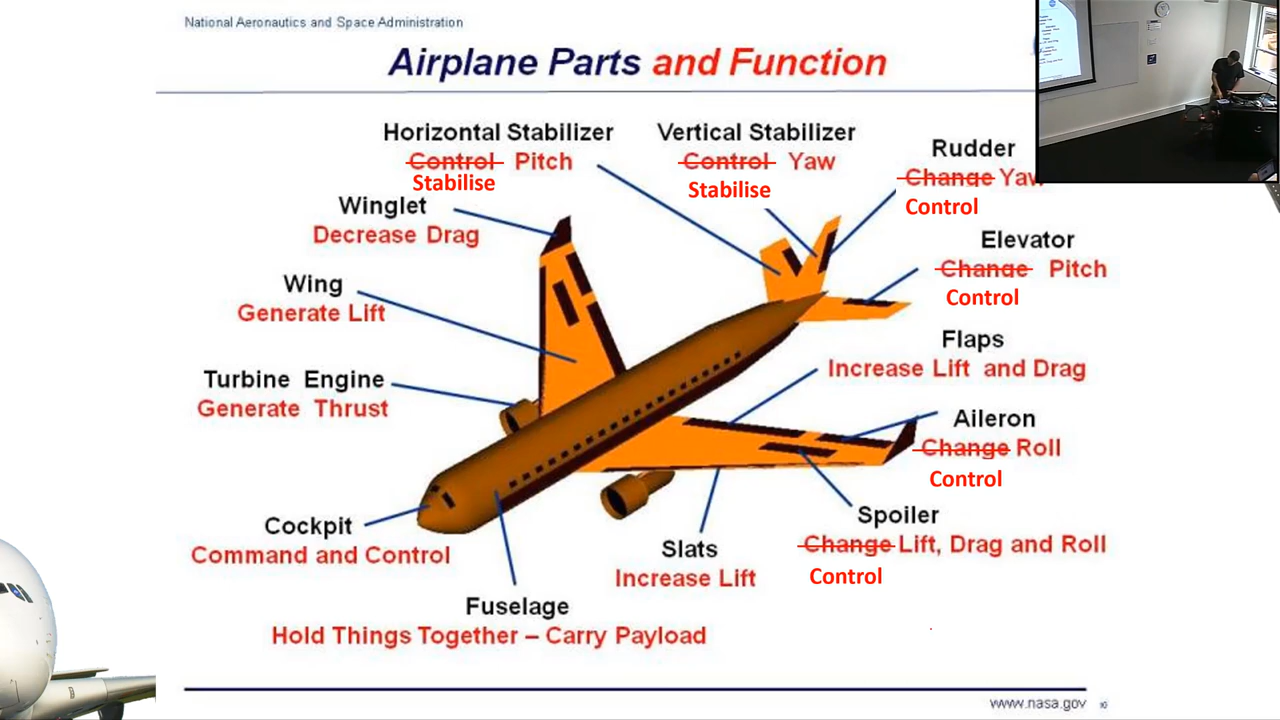 National Aeronautics and Space Administration
Airplane Parts and Function
Horizontal Stabilizer
Control Pitch
Stabilise
Vertical Stabilizer
Control Yaw
Stabilise
Rudder
Change Yaw
Control
Winglet
Decrease Drag
Elevator
Change Pitch
Control
Wing
Generate Lift
Flaps
Increase Lift and Drag
Turbine Engine
Generate Thrust
Aileron
Change Roll
Control
Cockpit
Command and Control
Spoiler
Change Lift, Drag and Roll
Control
Slats
Increase Lift
Fuselage
Hold Things Together – Carry Payload
www.nasa.gov